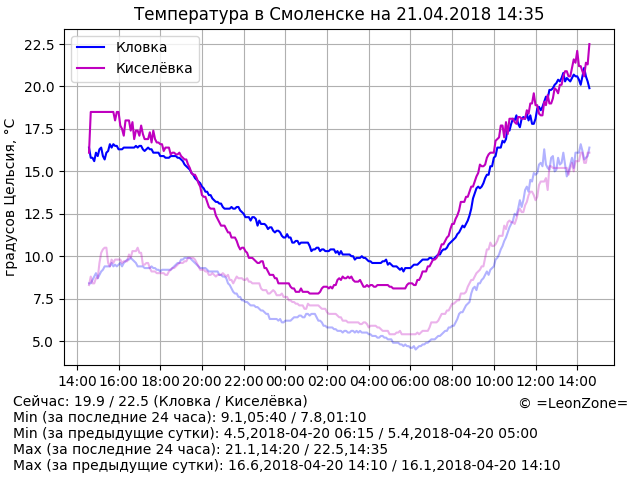 Температура в Смоленске на 21.04.2018 14:35
градусов Цельсия, °C
22.5
20.0
17.5
15.0
12.5
10.0
7.5
5.0
Кловка
Киселёвка
14:00 16:00 18:00 20:00 22:00 00:00 02:00 04:00 06:00 08:00 10:00 12:00 14:00
Сейчас: 19.9 / 22.5 (Кловка / Киселёвка)
© =LeonZone=
Min (за последние 24 часа): 9.1,05:40 / 7.8,01:10
Min (за предыдущие сутки): 4.5,2018-04-20 06:15 / 5.4,2018-04-20 05:00
Max (за последние 24 часа): 21.1,14:20 / 22.5,14:35
Max (за предыдущие сутки): 16.6,2018-04-20 14:10 / 16.1,2018-04-20 14:10